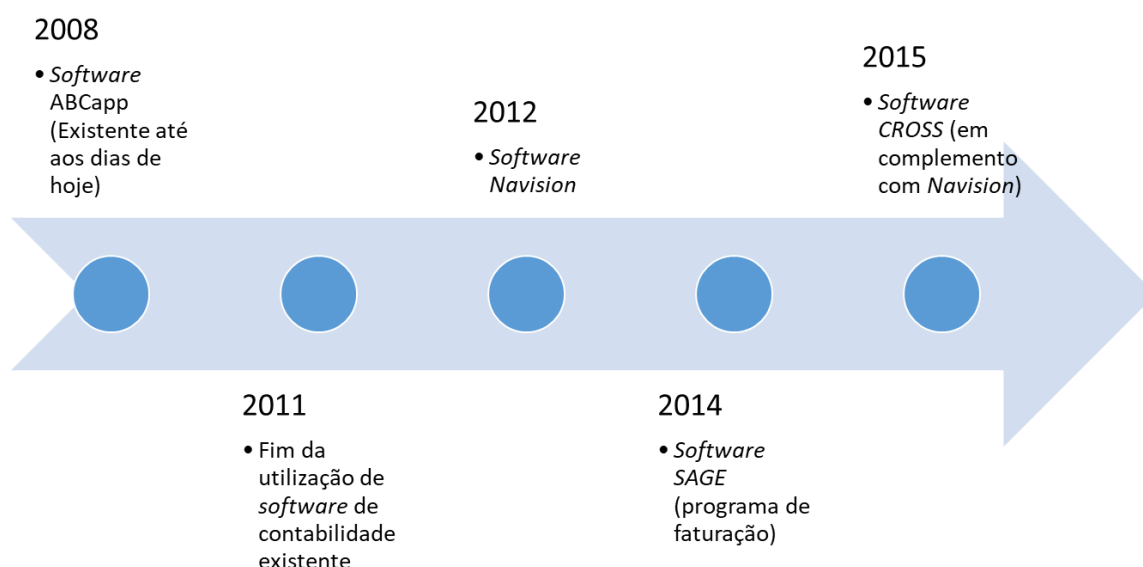 2008
• Software
ABCapp
(Existente até
aos dias de
hoje)
2011
• Fim da
utilização de
software de
contabilidade
existente
2012
• Software
Navision
2014
• Software
SAGE
(programa de
faturação)
2015
• Software
CROSS (em
complemento
com Navision)